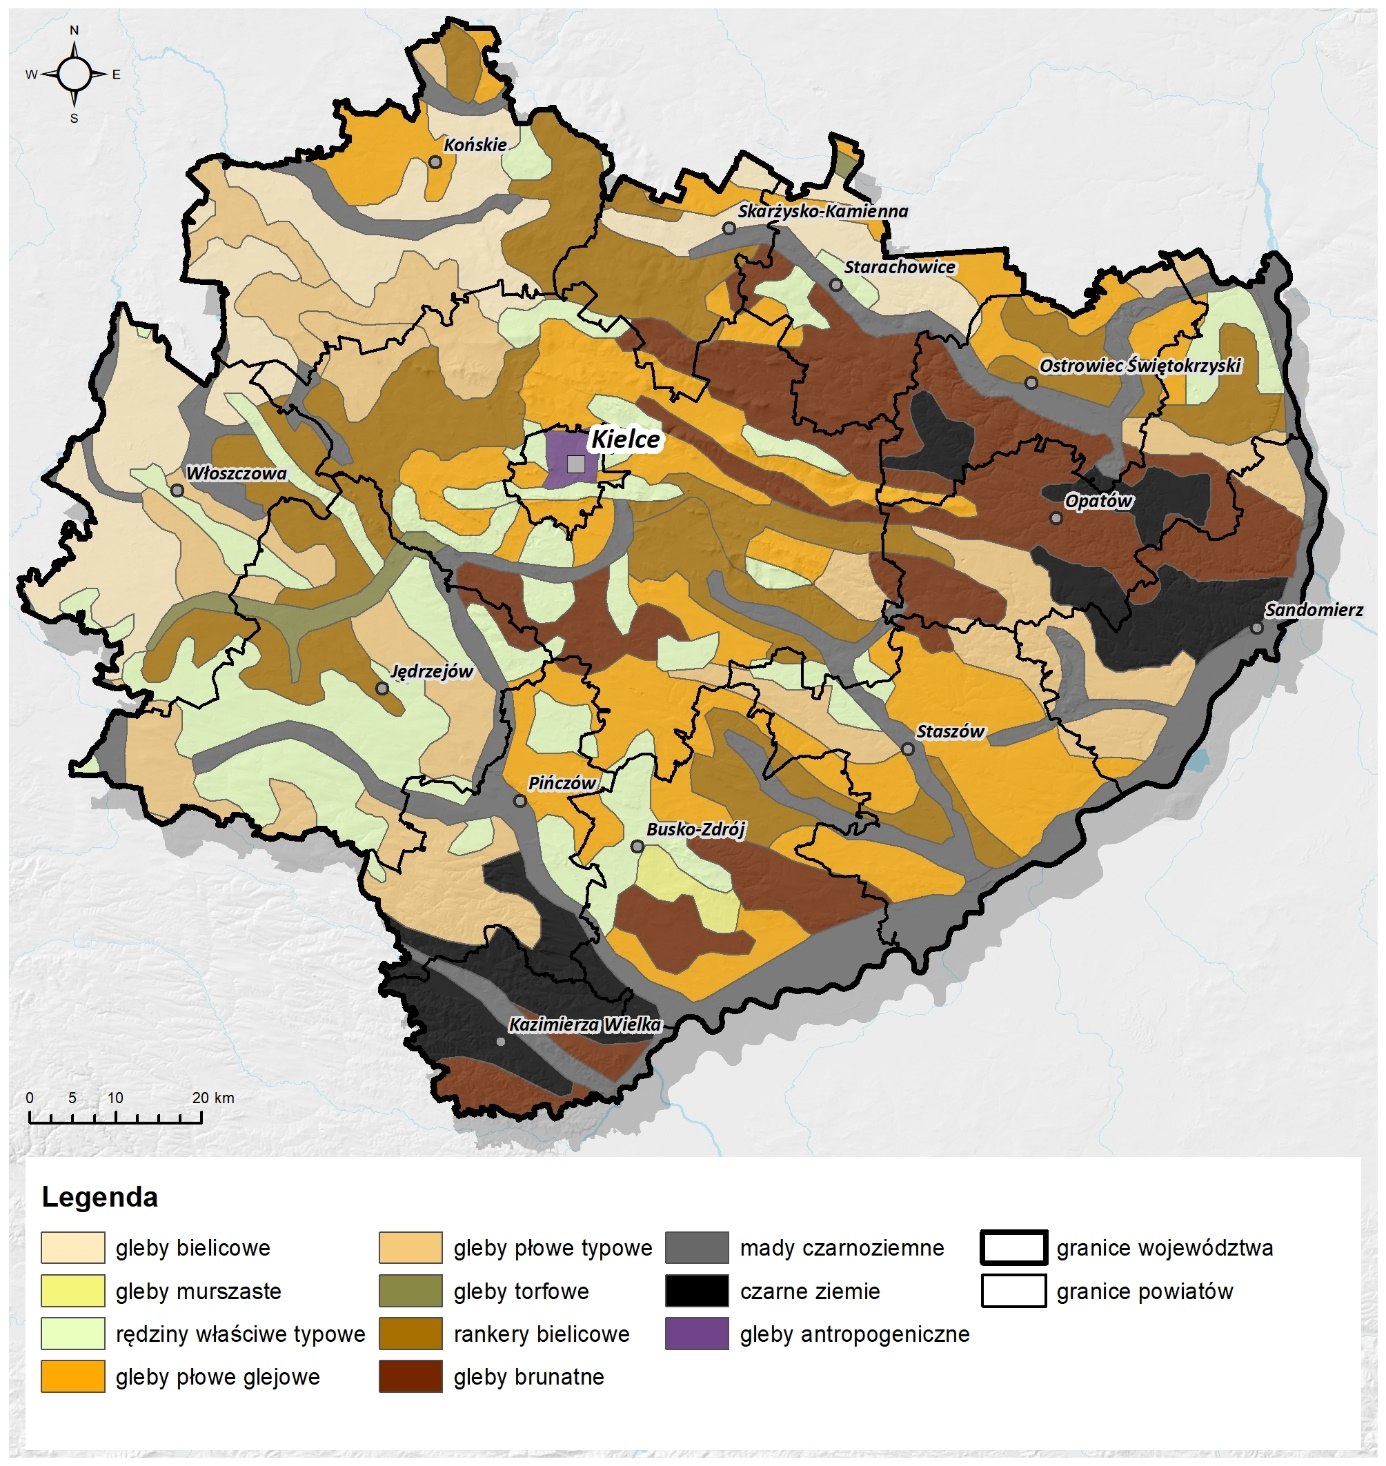 N
W E
S
Końskie
Skarżysko-Kamienna
Starachowice
Ostrowiec Świętokrzyski
Kielce
Włoszczowa
Opatów
Sandomierz
Jędrzejów
Staszów
Pińczów
Busko-Zdrój
Kazimierza Wielka
0 5 10 20 km
Legenda
gleby bielicowe
gleby murszaste
rędziny właściwe typowe
gleby płowe glejowe
gleby płowe typowe
gleby torfowe
rankery bielicowe
gleby brunatne
mady czarnoziemne
czarne ziemie
gleby antropogeniczne
granice województwa
granice powiatów